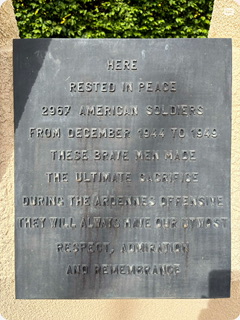 HERE
RESTED IN PEACE
2967 AMERICAN SOLDIERS
FROM DECEMBER 1944 TO 1949
THESE BRAVE MEN MADE
THE ULTIMATE SACRIFICE
DURING THE ARDENNES OFFENSIVE
THEY WILL ALWAYS HAVE OUR UTMOST
RESPECT, ADMIRATION
AND REMEMBRANCE